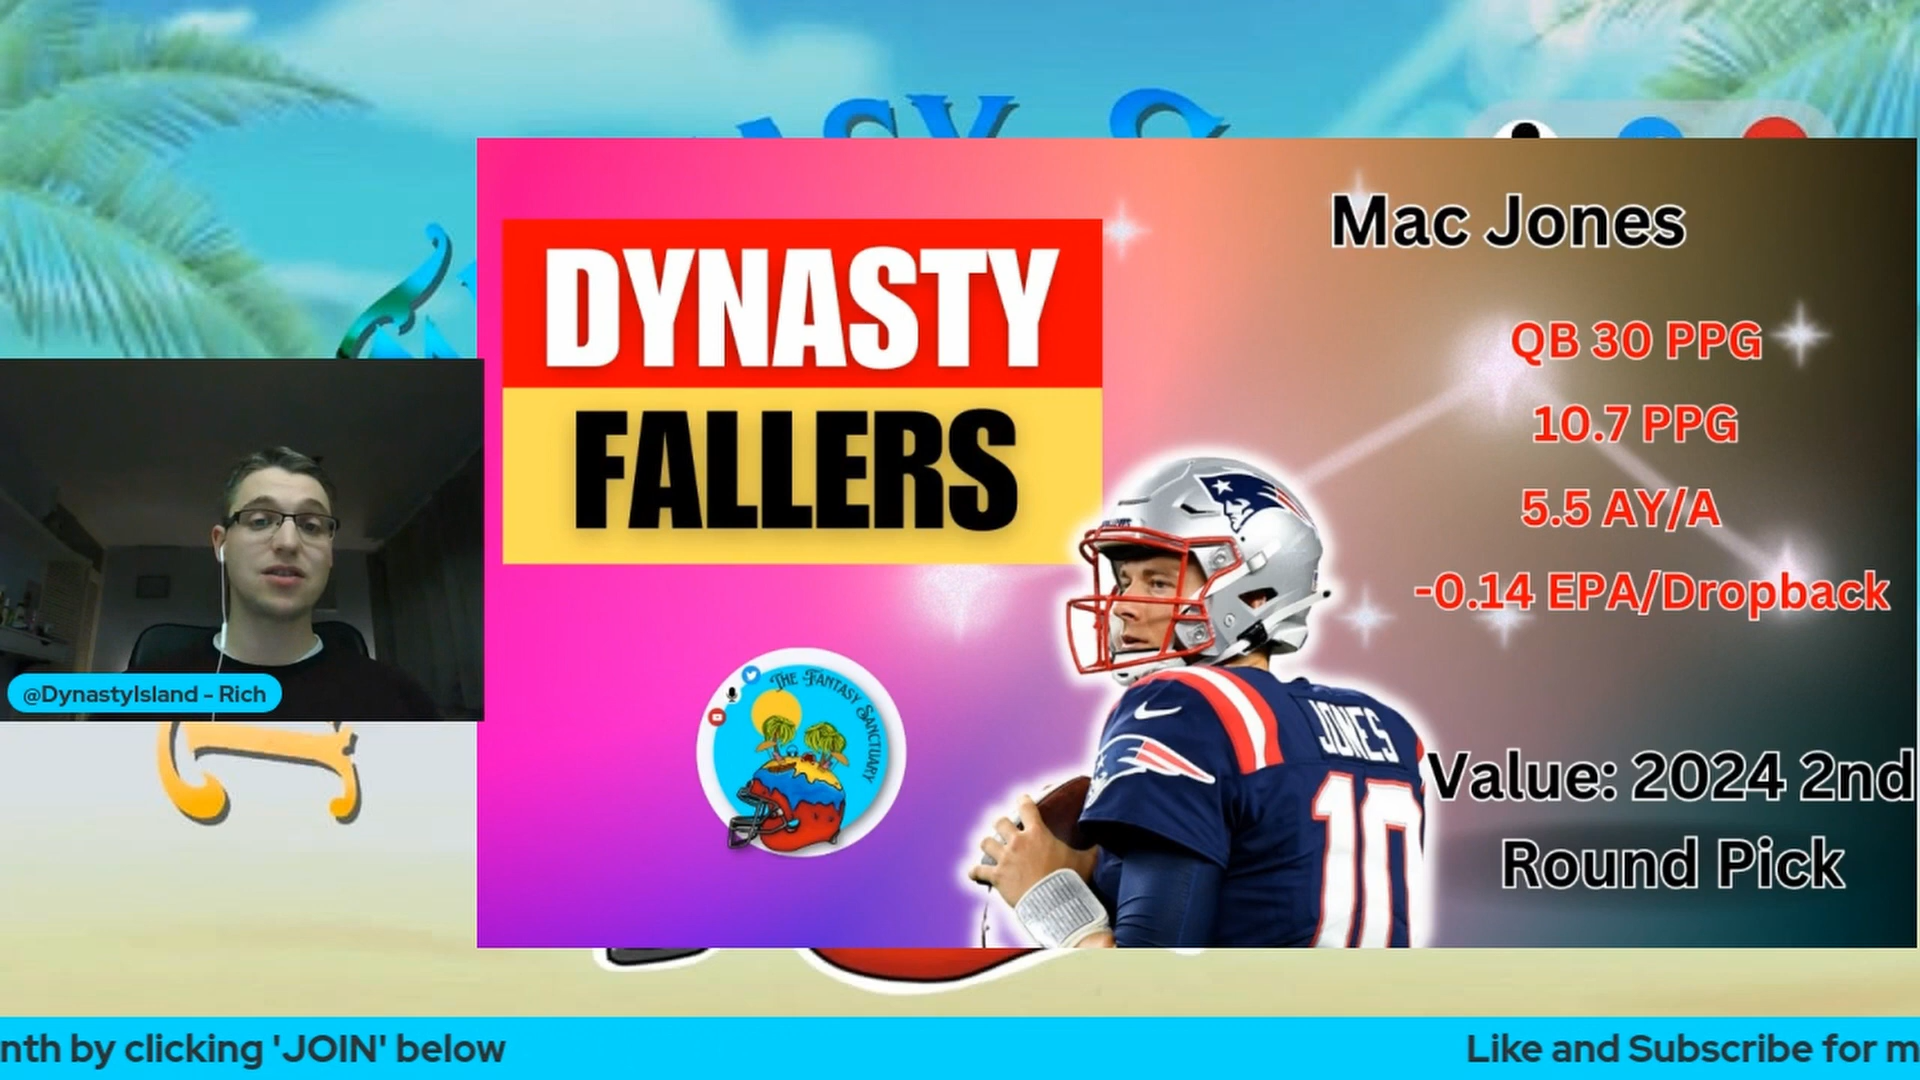 ASY
Mac Jones
DYNASTY
FALLERS
QB 30 PPG
10.7 PPG
5.5 AY/A
-0.14 EPA/Dropback
@DynastyIsland - Rich
THE FANTASY SANCTUARY
JONES
10
Value: 2024 2nd
Round Pick
nth by clicking 'JOIN' below
Like and Subscribe for m